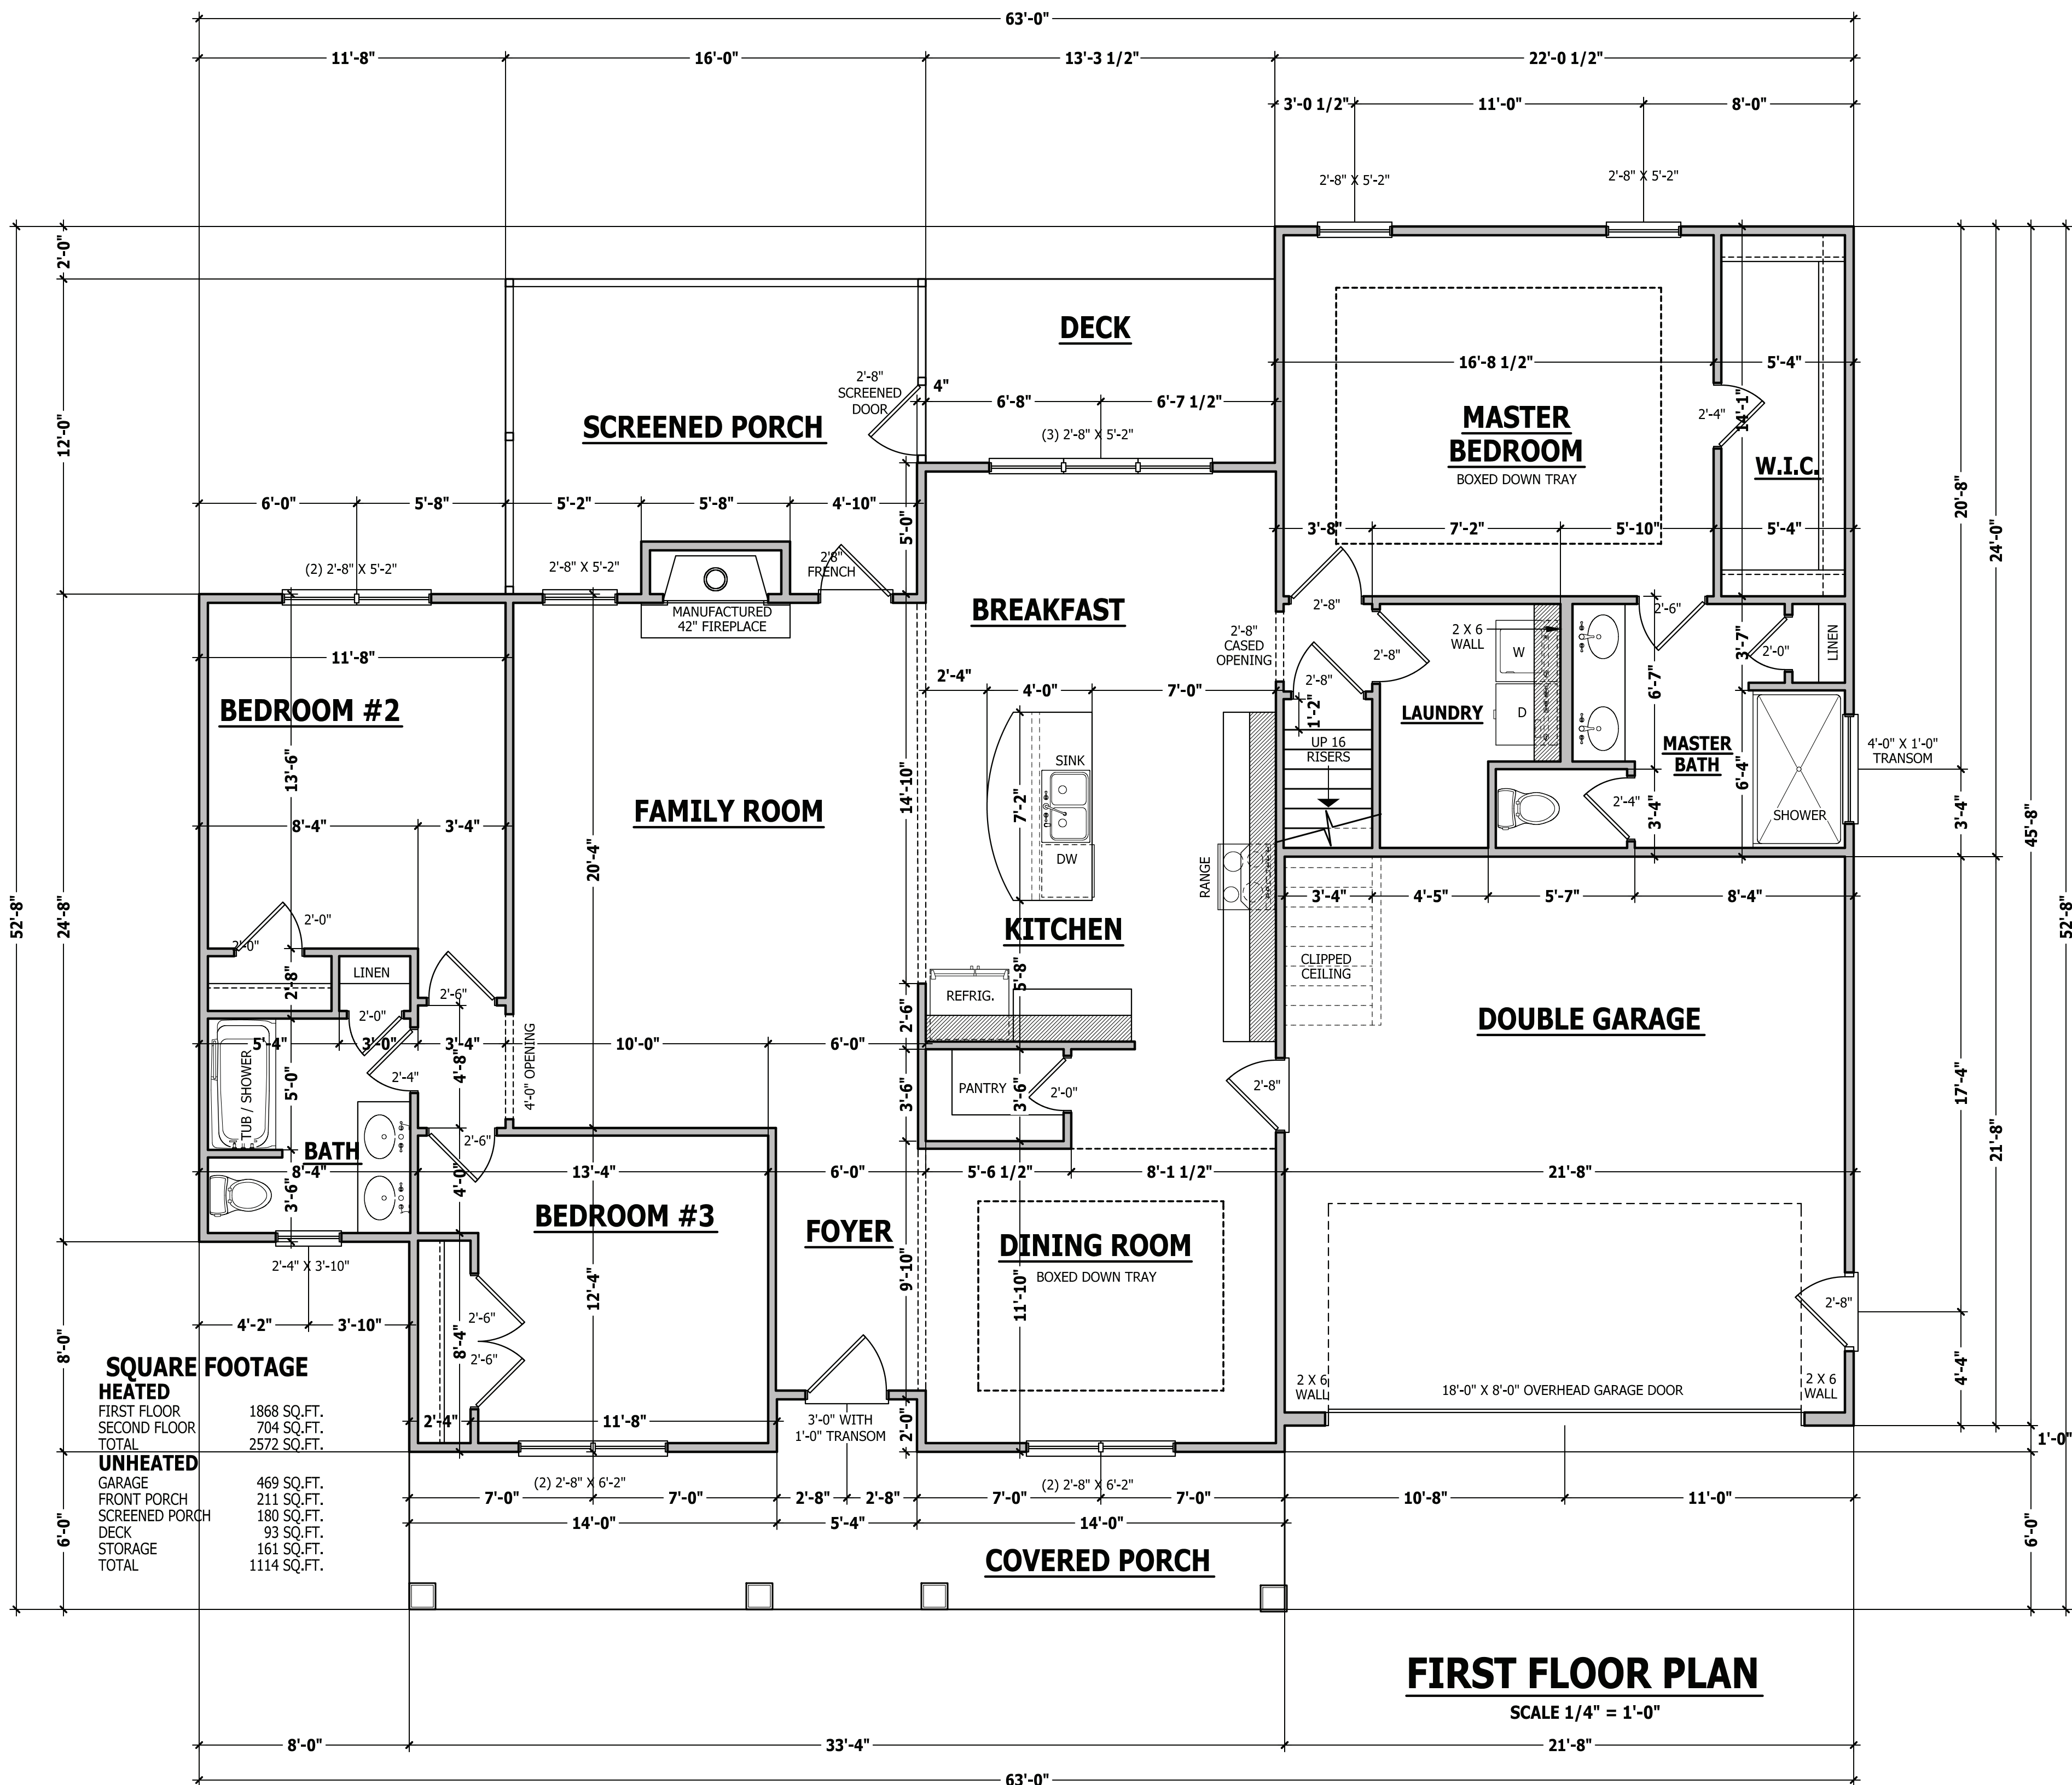 63'-0"
11'-8"
16'-0"
13'-3 1/2"
22'-0 1/2"
3'-0 1/2"
11'-0"
8'-0"
2'-8" X 5'-2"
2'-8" X 5'-2"
2'-0"
12'-0"
24'-8"
8'-0"
6'-0"
52'-8"
DECK
SCREENED PORCH
2'-8"
SCREENED
DOOR
4"
6'-8"
6'-7 1/2"
(3) 2'-8" X 5'-2"
16'-8 1/2"
5'-4"
MASTER
BEDROOM
BOXED DOWN TRAY
2'-4"
14'-1"
W.I.C.
20'-8"
24'-0"
45'-8"
52'-8"
6'-0"
5'-8"
5'-2"
5'-8"
4'-10"
5'-0"
3'-8"
7'-2"
5'-10"
5'-4"
(2) 2'-8" X 5'-2"
2'-8" X 5'-2"
2'8"
FRENCH
MANUFACTURED
42" FIREPLACE
BREAKFAST
2'-8"
CASED
OPENING
2'-8"
2'-8"
2'-8"
2 X 6
WALL
W
D
2'-6"
3'-7"
2'-0"
LINEN
11'-8"
BEDROOM #2
13'-6"
2'-4"
4'-0"
7'-0"
1'-2"
UP 16
RISERS
LAUNDRY
6'-7"
MASTER
BATH
6'-4"
4'-0" X 1'-0"
TRANSOM
SHOWER
2'-4"
3'-4"
3'-4"
FAMILY ROOM
14'-10"
SINK
7'-2"
DW
RANGE
8'-4"
3'-4"
20'-4"
3'-4"
4'-5"
5'-7"
8'-4"
KITCHEN
2'-0"
2'-0"
2'-8"
LINEN
2'-6"
5'-8"
REFRIG.
CLIPPED
CEILING
DOUBLE GARAGE
2'-0"
2'-6"
5'-4"
3'-0"
3'-4"
10'-0"
6'-0"
4'-0" OPENING
4'-8"
TUB / SHOWER
5'-0"
2'-4"
3'-6"
PANTRY
3'-6"
2'-0"
2'-8"
17'-4"
21'-8"
2'-6"
BATH
8'-4"
3'-6"
4'-0"
13'-4"
6'-0"
5'-6 1/2"
8'-1 1/2"
21'-8"
BEDROOM #3
FOYER
DINING ROOM
BOXED DOWN TRAY
9'-10"
11'-10"
12'-4"
2'-4" X 3'-10"
4'-2"
3'-10"
2'-6"
2'-6"
8'-4"
2'-8"
4'-4"
2 X 6
WALL
18'-0" X 8'-0" OVERHEAD GARAGE DOOR
2 X 6
WALL
2'-4"
11'-8"
3'-0" WITH
1'-0" TRANSOM
2'-0"
1'-0"
SQUARE FOOTAGE
HEATED
FIRST FLOOR 1868 SQ.FT.
SECOND FLOOR 704 SQ.FT.
TOTAL 2572 SQ.FT.
UNHEATED
GARAGE 469 SQ.FT.
FRONT PORCH 211 SQ.FT.
SCREENED PORCH 180 SQ.FT.
DECK 93 SQ.FT.
STORAGE 161 SQ.FT.
TOTAL 1114 SQ.FT.
(2) 2'-8" X 6'-2"
(2) 2'-8" X 6'-2"
7'-0"
7'-0"
2'-8"
2'-8"
7'-0"
7'-0"
10'-8"
11'-0"
14'-0"
5'-4"
14'-0"
6'-0"
COVERED PORCH
FIRST FLOOR PLAN
SCALE 1/4" = 1'-0"
8'-0"
33'-4"
21'-8"
63'-0"